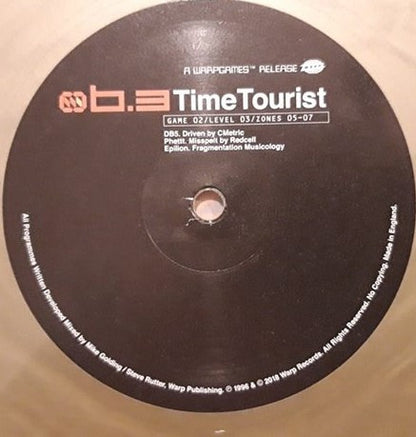 A WARPGAMES™ RELEASE
b.3 TimeTourist
GAME 02/LEVEL 03/ZONES 05-07
DB5. Driven by CMetric
Phettt. Misspelt by Redcell
Epilion. Fragmentation Musicology
All Programmes Written Developed Mixed by Mike Golding / Steve Rutter. Warp Publishing. ℗ 1996 & © 2018 Warp Records. All Rights Reserved. No Copying. Made in England.